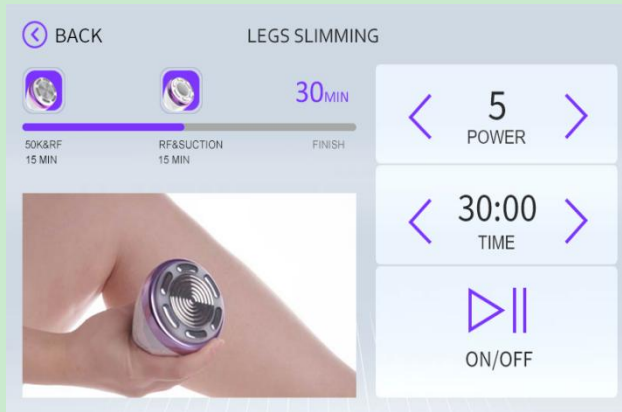 BACK
LEGS SLIMMING
30MIN
50K&RF
15 MIN
RF&SUCTION
15 MIN
FINISH
5
POWER
30:00
TIME
ON/OFF